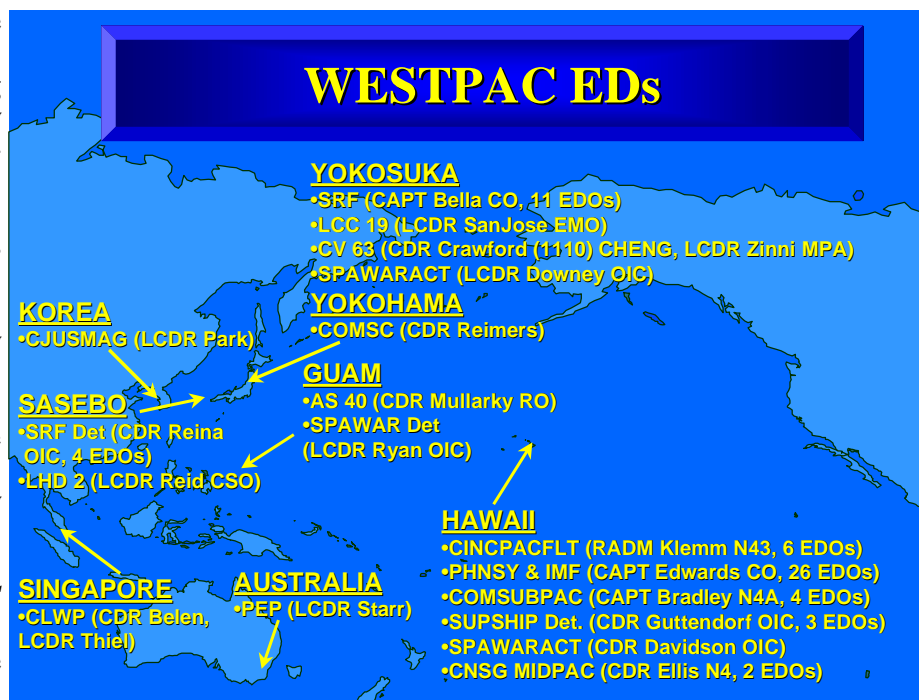 WESTPAC EDs
YOKOSUKA
•SRF (CAPT Bella CO, 11 EDOs)
•LCC 19 (LCDR SanJose EMO)
•CV 63 (CDR Crawford (1110) CHENG, LCDR Zinni MPA)
•SPAWARACT (LCDR Downey OIC)
YOKOHAMA
•COMSC (CDR Reimers)
KOREA
•CJUSMAG (LCDR Park)
GUAM
•AS 40 (CDR Mullarky RO)
•SPAWAR Det
(LCDR Ryan OIC)
SASEBO
•SRF Det (CDR Reina
OIC, 4 EDOs)
•LHD 2 (LCDR Reid CSO)
HAWAII
•CINCPACFLT (RADM Klemm N43, 6 EDOs)
•PHNSY & IMF (CAPT Edwards CO, 26 EDOs)
•COMSUBPAC (CAPT Bradley N4A, 4 EDOs)
•SUPSHIP Det. (CDR Guttendorf OIC, 3 EDOs)
•SPAWARACT (CDR Davidson OIC)
•CNSG MIDPAC (CDR Ellis N4, 2 EDOs)
SINGAPORE
•CLWP (CDR Belen,
LCDR Thiel)
AUSTRALIA
•PEP (LCDR Starr)